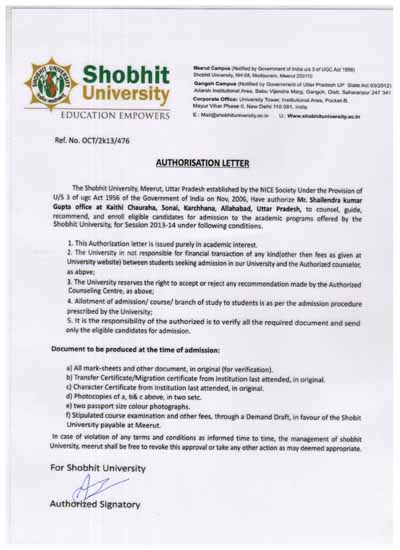 Shobhit
University
EDUCATION EMPOWERS
Meerut Campus (Notified by Government of India u/s 3 of UGC Act 1956)
Shobhit University, NH-58, Modipuram, Meerut 250110
Gangoh Campus (Notified by Government of Utter Pradesh UP State Act 03/2012)
Adarsh Institutional Area, Babu Vijendra Marg, Gangoh, Distt. Saharanpur 247 341
Corporate Office: University Tower, Institutional Area, Pocket-B,
Mayur Vihar Phase II, New Delhi 110 091, India.
E.: Mail@shobhituniversity.ac.in U.: Www.shobhituniversity.ac.in
Ref. No. OCT/2k13/476
AUTHORISATION LETTER
The Shobhit University, Meerut, Uttar Pradesh established by the NICE Society Under the Provision of
U/S 3 of ugc Act 1956 of the Government of India on Nov, 2006, Have authorize Mr. Shailendra kumar
Gupta office at Kaithi Chauraha, Sonai, Karchhana, Allahabad, Uttar Pradesh, to counsel, guide,
recommend, and enroll eligible candidates for admission to the academic programs offered by the
Shobhit University, for Session 2013-14 under following conditions.
1. This Authorization letter is issued purely in academic interest.
2. The University in not responsible for financial transaction of any kind(other then fees as given at
University website) between students seeking admission in our University and the Authorized counselor,
as abpve;
3. The University reserves the right to accept or reject any recommendation made by the Authorized
Counseling Centre, as above;
4. Allotment of admission/ course/ branch of study to students is as per the admission procedure
prescribed by the University;
5. It is the responsibility of the authorized is to verify all the required document and send
only the eligible candidates for admission.
Document to be produced at the time of admission:
a) All mark-sheets and other document, in original (for verification).
b) Transfer Certificate/Migration certificate from Institution last attended, in original.
c) Character Certificate from Institution last attended, in original.
d) Photocopies of a, b& c above, in two setc.
e) two passport size colour photographs.
f) Stipulated course examination and other fees, through a Demand Draft, in favour of the Shobit
University payable at Meerut.
In case of violation of any terms and conditions as informed time to time, the management of shobhit
University, meerut shall be free to revoke this approval or take any other action as may deemed appropriate.
For Shobhit University
Authorized Signatory